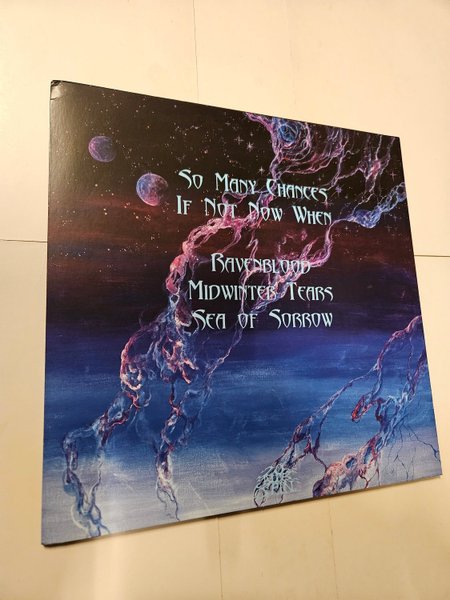 So Many Chances
If Not Now When
Ravenblood
Midwinter Tears
Sea of Sorrow